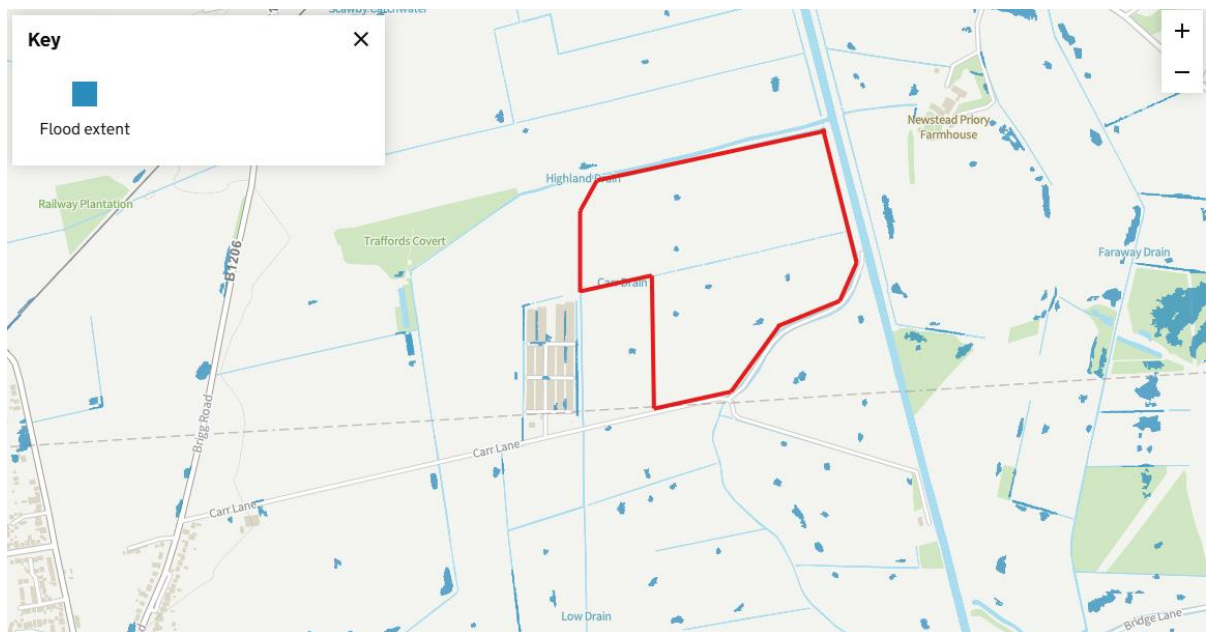 Scawby Catchwater
Key
Flood extent
Newstead Priory
Farmhouse
Highland Drain
Railway Plantation
Traffords Covert
B1206
Faraway Drain
Carr Drain
Brigg Road
Carr Lane
Carr Lane
Low Drain
Bridge Lane